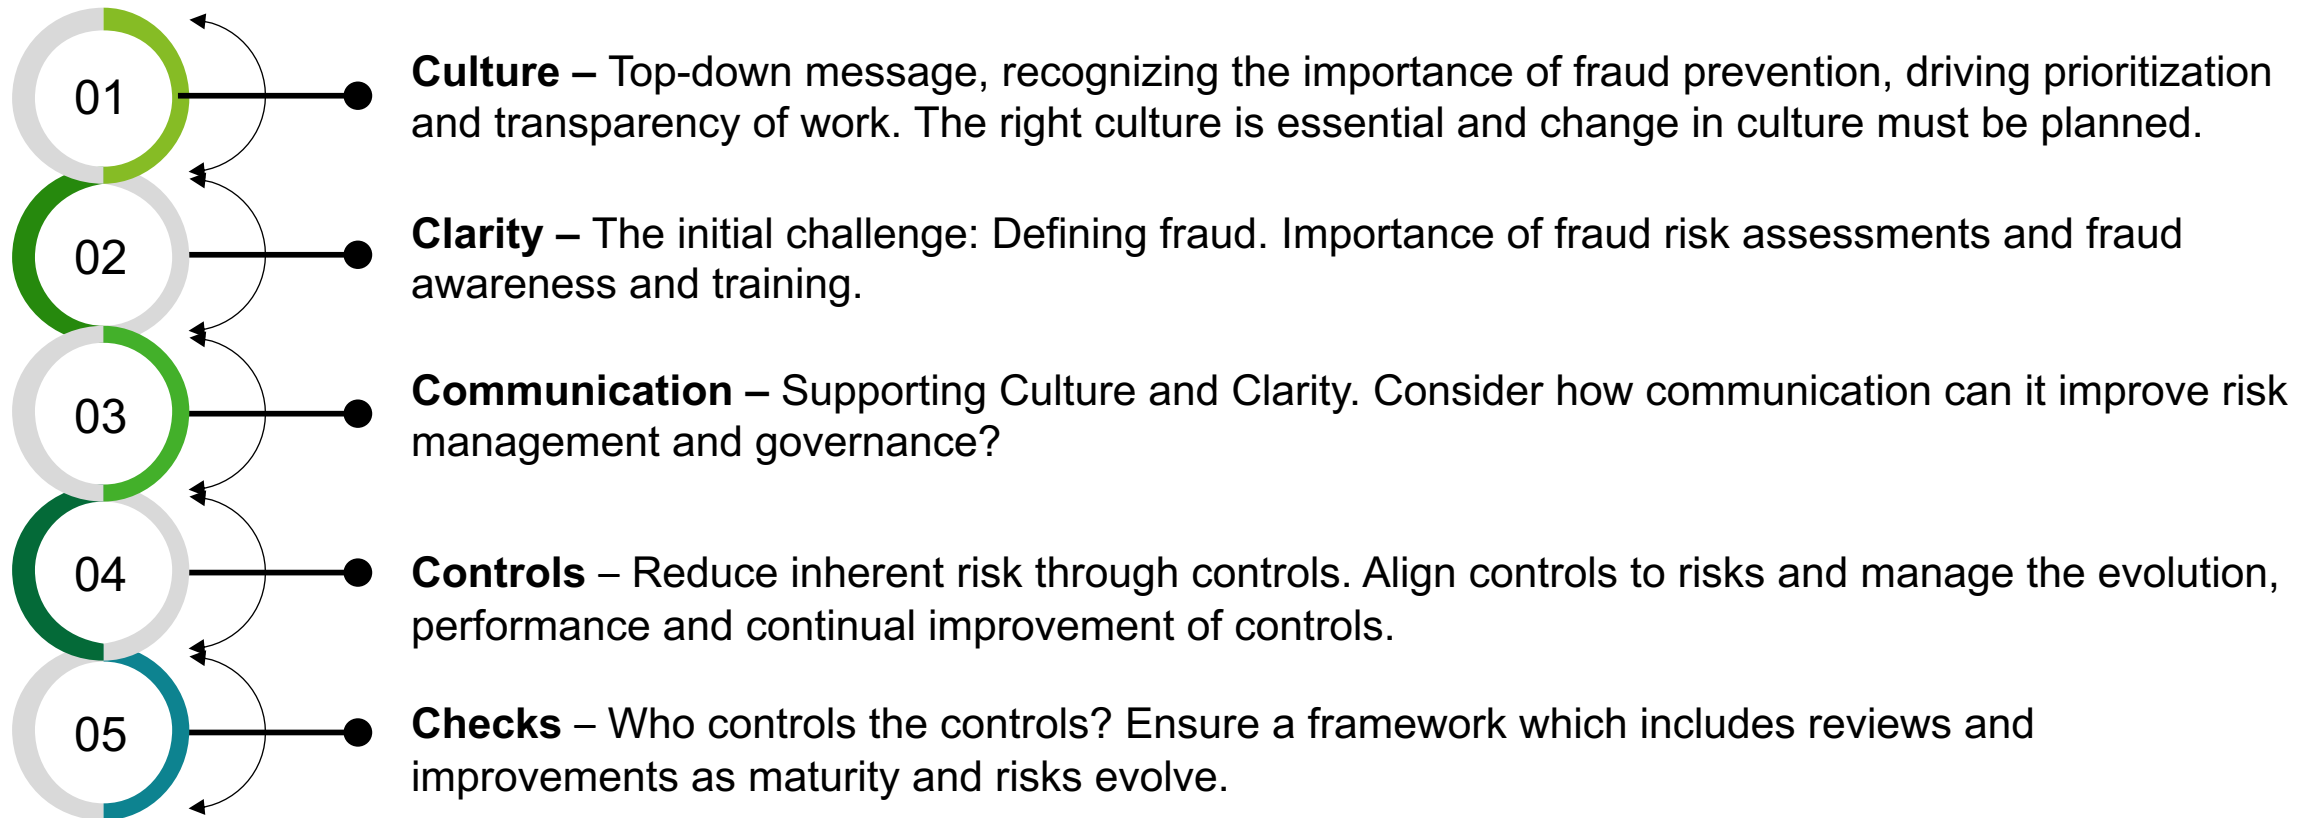 01
Culture – Top-down message, recognizing the importance of fraud prevention, driving prioritization
and transparency of work. The right culture is essential and change in culture must be planned.
02
Clarity – The initial challenge: Defining fraud. Importance of fraud risk assessments and fraud
awareness and training.
03
Communication – Supporting Culture and Clarity. Consider how communication can it improve risk
management and governance?
04
Controls – Reduce inherent risk through controls. Align controls to risks and manage the evolution,
performance and continual improvement of controls.
05
Checks – Who controls the controls? Ensure a framework which includes reviews and
improvements as maturity and risks evolve.